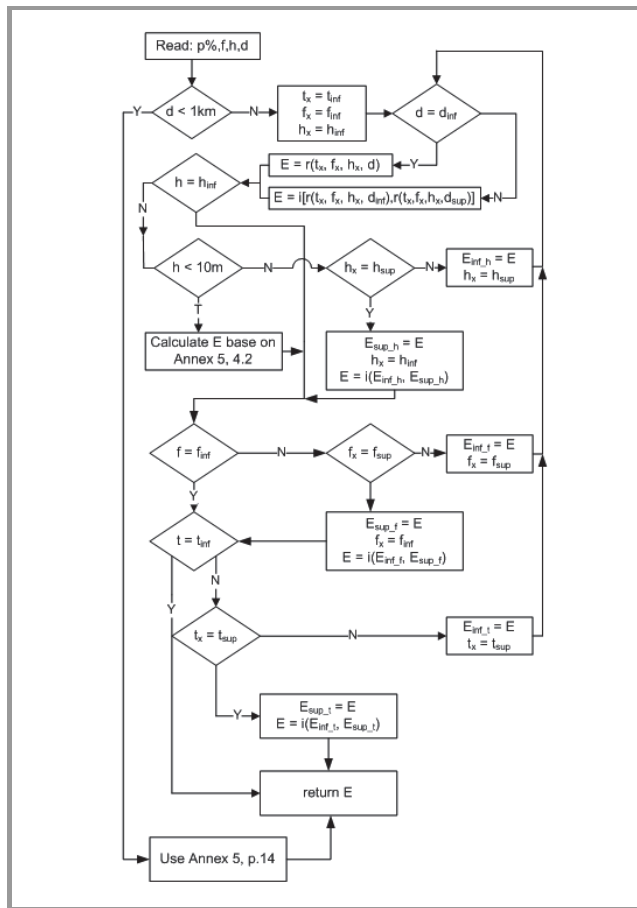 Read: p%,f,h,d
Y
d < 1km
N
tx = tinf
fx = finf
hx = hinf
d = dinf
Y
E = r(tx, fx, hx, d)
N
E = i[r(tx, fx, hx, dinf),r(tx,fx,hx,dsup)]
h = hinf
N
h < 10m
N
hx = hsup
N
Einf_h = E
hx = hsup
T
Y
Calculate E base on
Annex 5, 4.2
Esup_h = E
hx = hinf
E = i(Einf_h, Esup_h)
f = finf
N
fx = fsup
N
Einf_f = E
fx = fsup
Y
Esup_f = E
fx = finf
E = i(Einf_f, Esup_f)
t = tinf
N
Y
tx = tsup
N
Einf_t = E
tx = tsup
Y
Esup_t = E
E = i(Einf_t, Esup_t)
return E
Use Annex 5, p.14